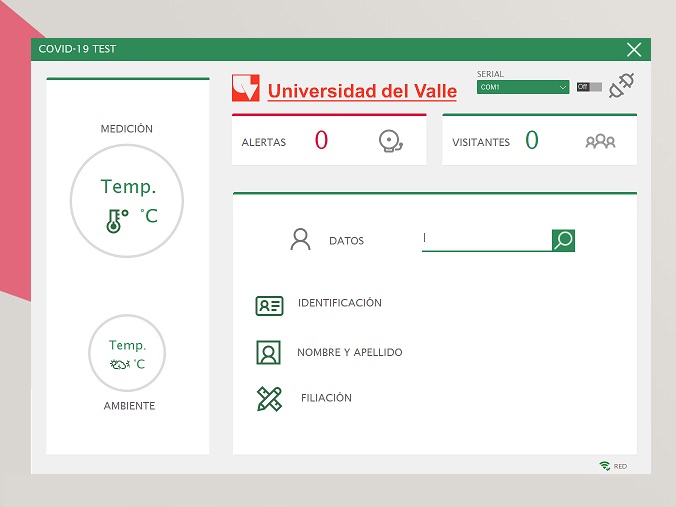 COVID-19 TEST
MEDICIÓN
Temp.
°C
Temp.
°C
AMBIENTE
Universidad del Valle
SERIAL
COM1
Off
ALERTAS 0
VISITANTES 0
DATOS
IDENTIFICACIÓN
NOMBRE Y APELLIDO
FILIACIÓN
RED